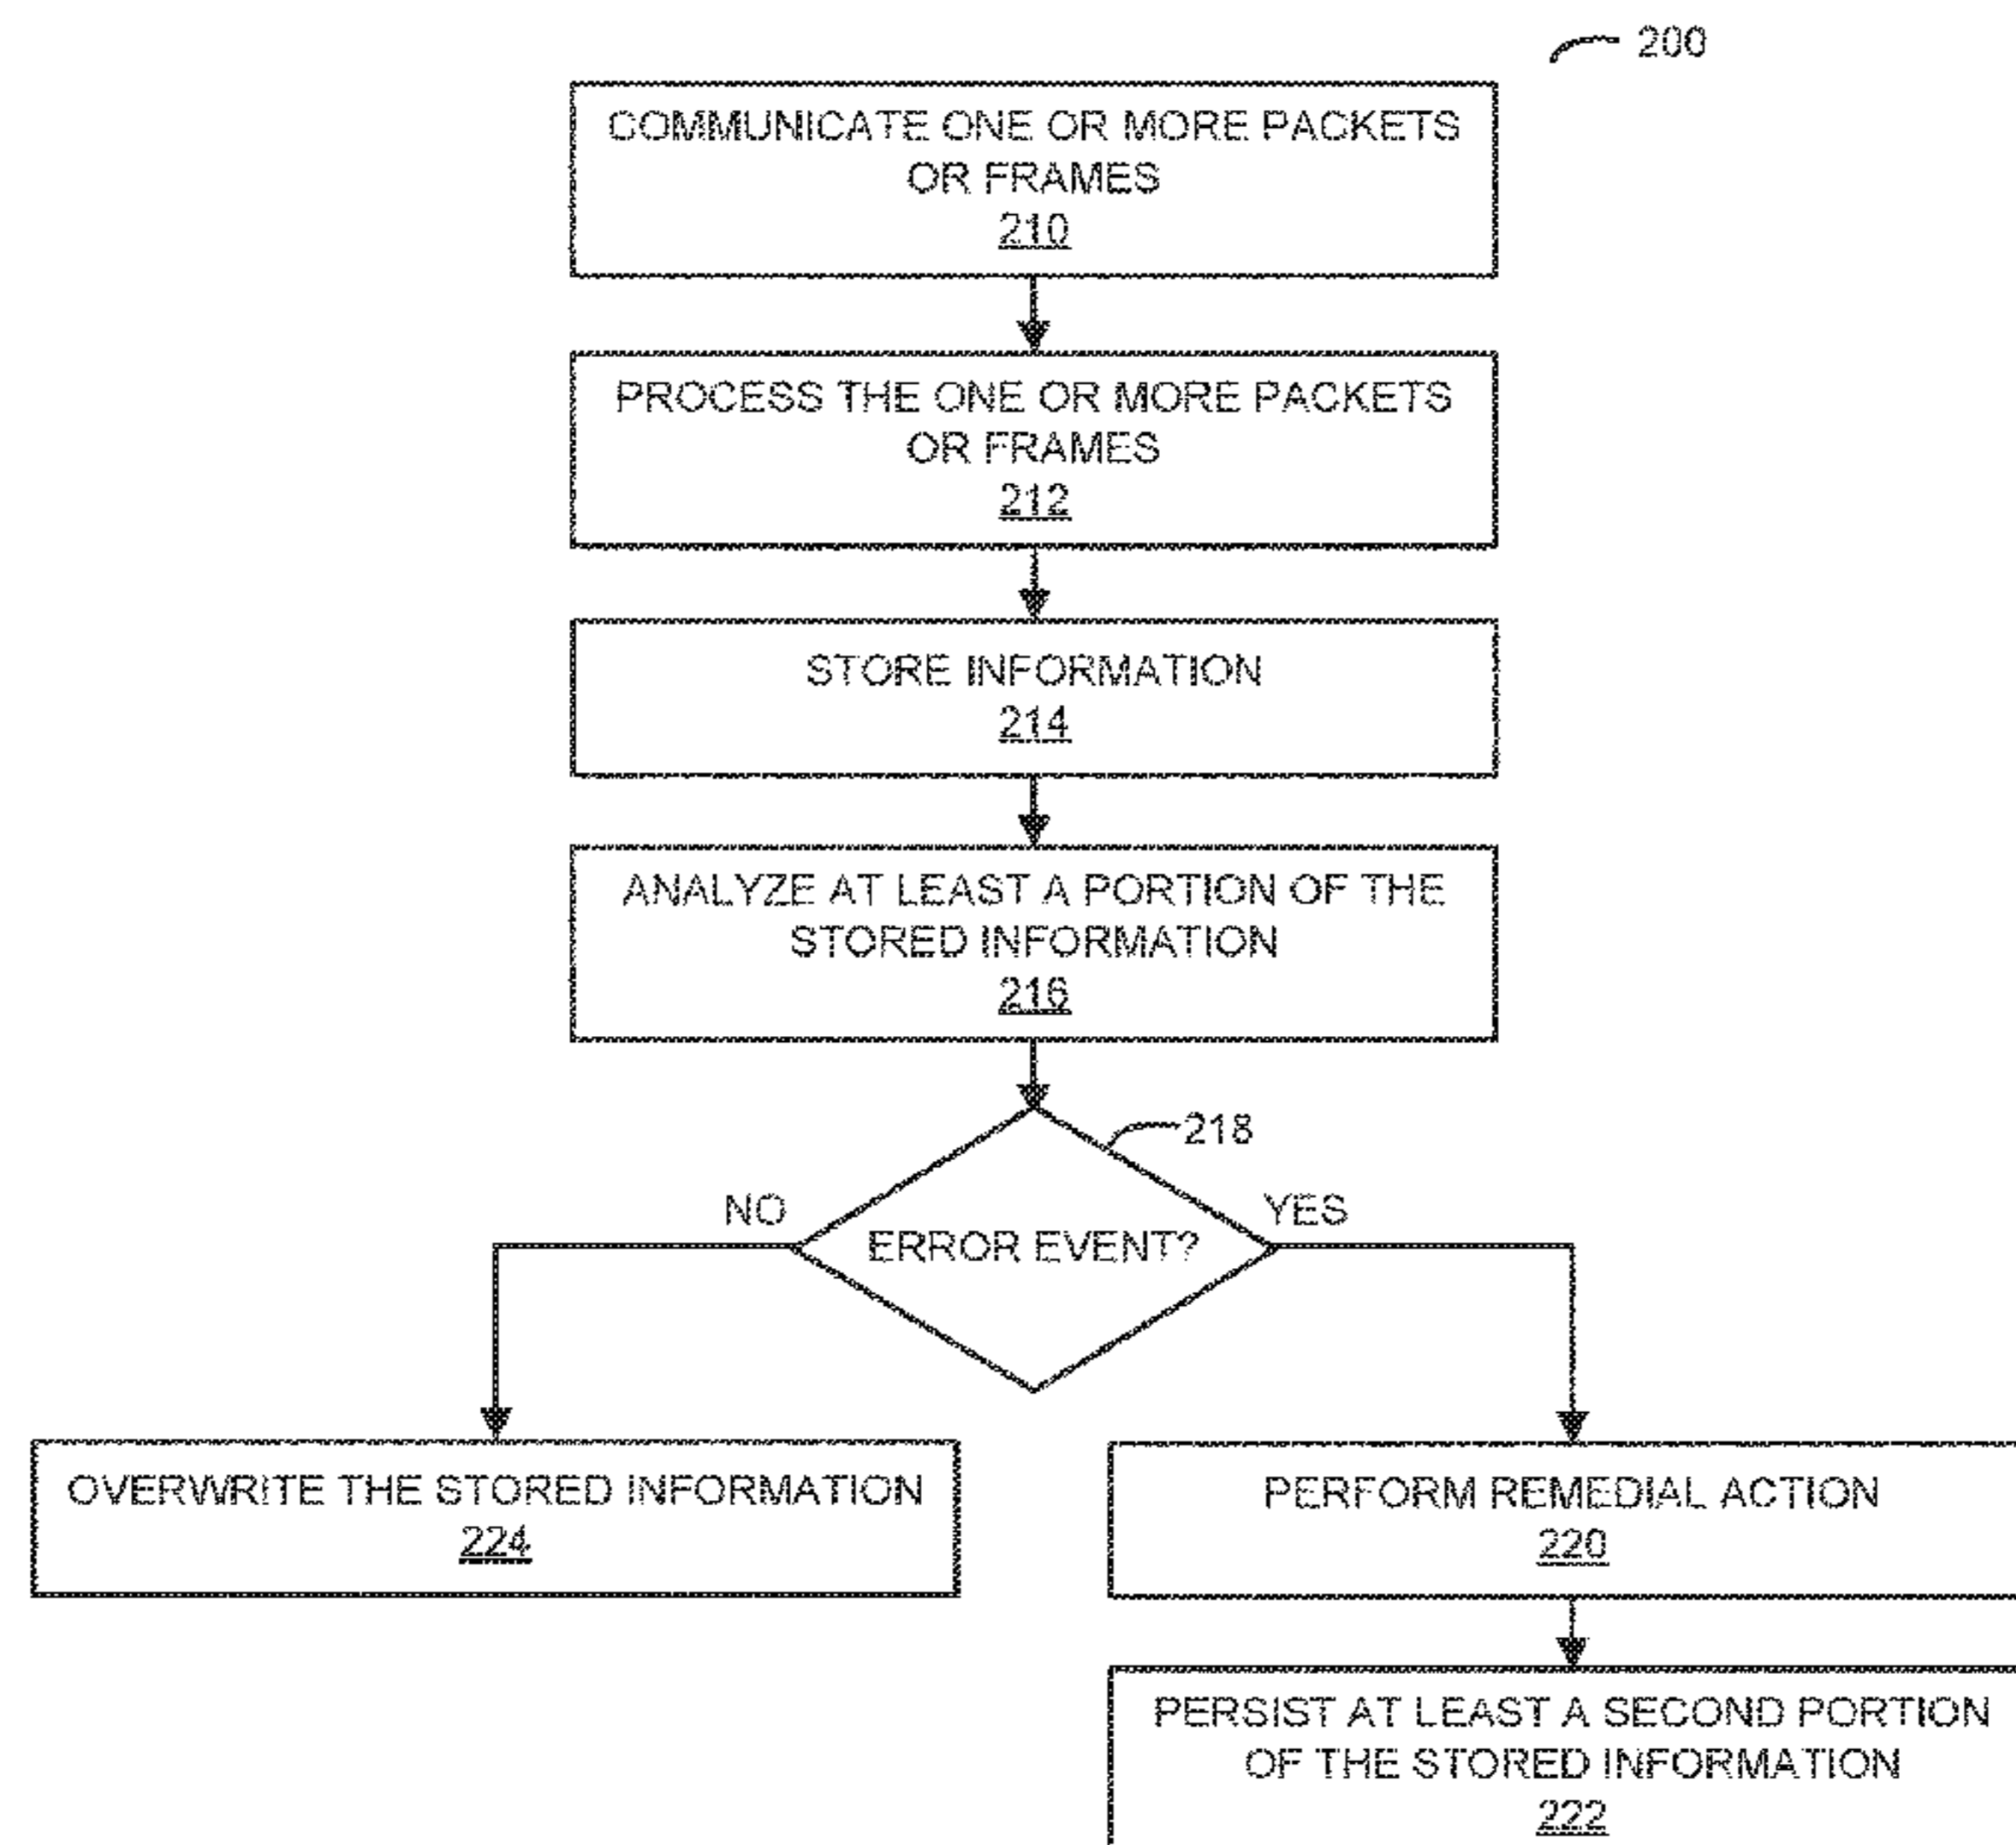 200
COMMUNICATE ONE OR MORE PACKETS
OR FRAMES
210
PROCESS THE ONE OR MORE PACKETS
OR FRAMES
212
STORE INFORMATION
214
ANALYZE AT LEAST A PORTION OF THE
STORED INFORMATION
216
218
NO
ERROR EVENT?
YES
OVERWRITE THE STORED INFORMATION
224
PERFORM REMEDIAL ACTION
220
PERSIST AT LEAST A SECOND PORTION
OF THE STORED INFORMATION
222